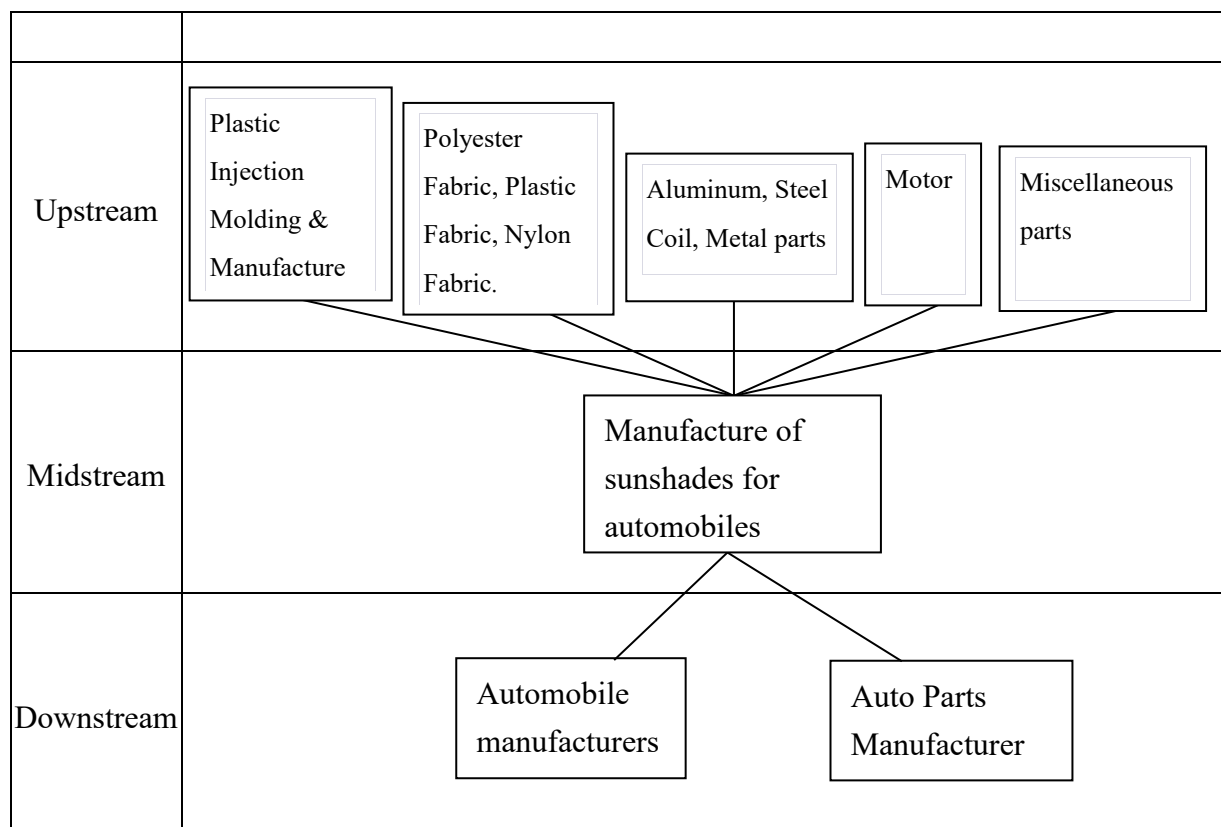 Upstream
Plastic
Injection
Molding &
Manufacture
Polyester
Fabric, Plastic
Fabric, Nylon
Fabric.
Aluminum, Steel
Coil, Metal parts
Motor
Miscellaneous
parts
Midstream
Manufacture of
sunshades for
automobiles
Downstream
Automobile
manufacturers
Auto Parts
Manufacturer